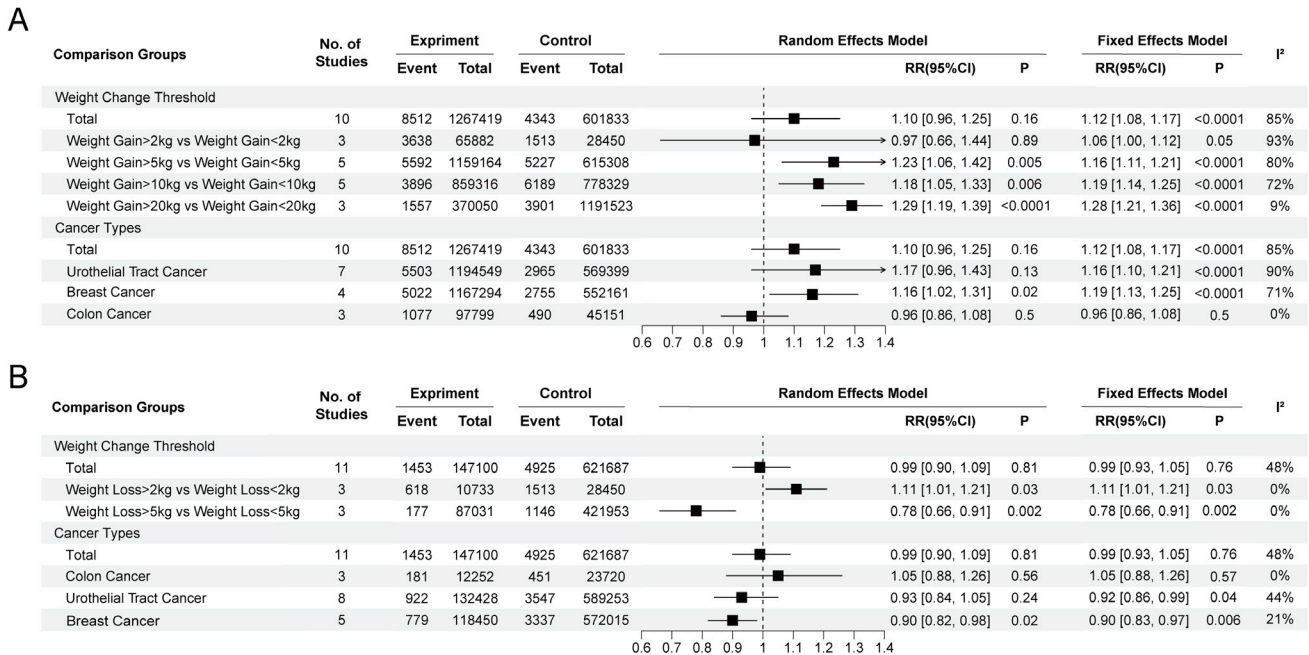 A
Comparison Groups No. of Studies Expriment Control Random Effects Model Fixed Effects Model I²
Event Total Event Total RR(95%CI) P RR(95%CI) P
Weight Change Threshold
Total 10 8512 1267419 4343 601833 1.10 [0.96, 1.25] 0.16 1.12 [1.08, 1.17] <0.0001 85%
Weight Gain>2kg vs Weight Gain<2kg 3 3638 65882 1513 28450 0.97 [0.66, 1.44] 0.89 1.06 [1.00, 1.12] 0.05 93%
Weight Gain>5kg vs Weight Gain<5kg 5 5592 1159164 5227 615308 1.23 [1.06, 1.42] 0.005 1.16 [1.11, 1.21] <0.0001 80%
Weight Gain>10kg vs Weight Gain<10kg 5 3896 859316 6189 778329 1.18 [1.05, 1.33] 0.006 1.19 [1.14, 1.25] <0.0001 72%
Weight Gain>20kg vs Weight Gain<20kg 3 1557 370050 3901 1191523 1.29 [1.19, 1.39] <0.0001 1.28 [1.21, 1.36] <0.0001 9%
Cancer Types
Total 10 8512 1267419 4343 601833 1.10 [0.96, 1.25] 0.16 1.12 [1.08, 1.17] <0.0001 85%
Urothelial Tract Cancer 7 5503 1194549 2965 569399 1.17 [0.96, 1.43] 0.13 1.16 [1.10, 1.21] <0.0001 90%
Breast Cancer 4 5022 1167294 2755 552161 1.16 [1.02, 1.31] 0.02 1.19 [1.13, 1.25] <0.0001 71%
Colon Cancer 3 1077 97799 490 45151 0.96 [0.86, 1.08] 0.5 0.96 [0.86, 1.08] 0.5 0%
0.6 0.7 0.8 0.9 1 1.1 1.2 1.3 1.4
B
Comparison Groups No. of Studies Expriment Control Random Effects Model Fixed Effects Model I²
Event Total Event Total RR(95%CI) P RR(95%CI) P
Weight Change Threshold
Total 11 1453 147100 4925 621687 0.99 [0.90, 1.09] 0.81 0.99 [0.93, 1.05] 0.76 48%
Weight Loss>2kg vs Weight Loss<2kg 3 618 10733 1513 28450 1.11 [1.01, 1.21] 0.03 1.11 [1.01, 1.21] 0.03 0%
Weight Loss>5kg vs Weight Loss<5kg 3 177 87031 1146 421953 0.78 [0.66, 0.91] 0.002 0.78 [0.66, 0.91] 0.002 0%
Cancer Types
Total 11 1453 147100 4925 621687 0.99 [0.90, 1.09] 0.81 0.99 [0.93, 1.05] 0.76 48%
Colon Cancer 3 181 12252 451 23720 1.05 [0.88, 1.26] 0.56 1.05 [0.88, 1.26] 0.57 0%
Urothelial Tract Cancer 8 922 132428 3547 589253 0.93 [0.84, 1.05] 0.24 0.92 [0.86, 0.99] 0.04 44%
Breast Cancer 5 779 118450 3337 572015 0.90 [0.82, 0.98] 0.02 0.90 [0.83, 0.97] 0.006 21%
0.6 0.7 0.8 0.9 1 1.1 1.2 1.3 1.4